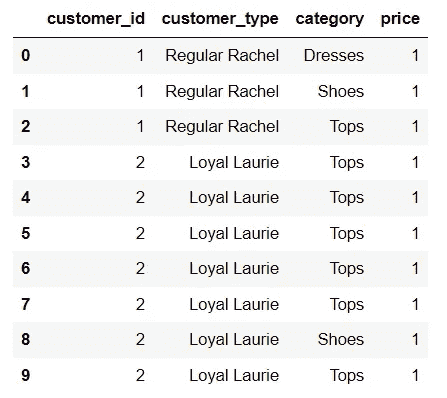 customer_id customer_type category price
0 1 Regular Rachel Dresses 1
1 1 Regular Rachel Shoes 1
2 1 Regular Rachel Tops 1
3 2 Loyal Laurie Tops 1
4 2 Loyal Laurie Tops 1
5 2 Loyal Laurie Tops 1
6 2 Loyal Laurie Tops 1
7 2 Loyal Laurie Tops 1
8 2 Loyal Laurie Shoes 1
9 2 Loyal Laurie Tops 1